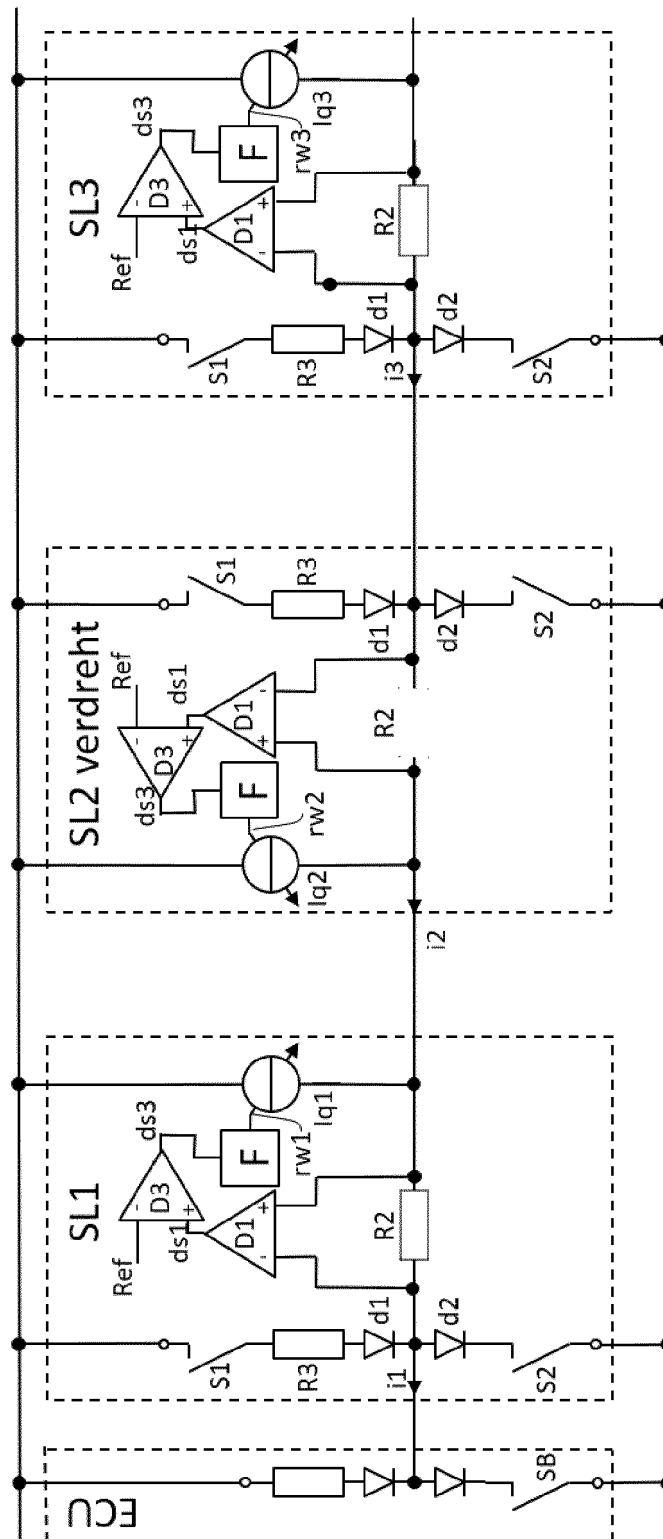 ECU
SB
SL1
Ref
D3
ds3
ds1
D1
F
rw1
Iq1
S1
R3
d1
R2
i1
d2
S2
SL2 verdreht
Ref
D3
ds3
ds1
D1
F
rw2
Iq2
S1
R3
d1
R2
i2
d2
S2
SL3
Ref
D3
ds3
ds1
D1
F
rw3
Iq3
S1
R3
d1
R2
i3
d2
S2